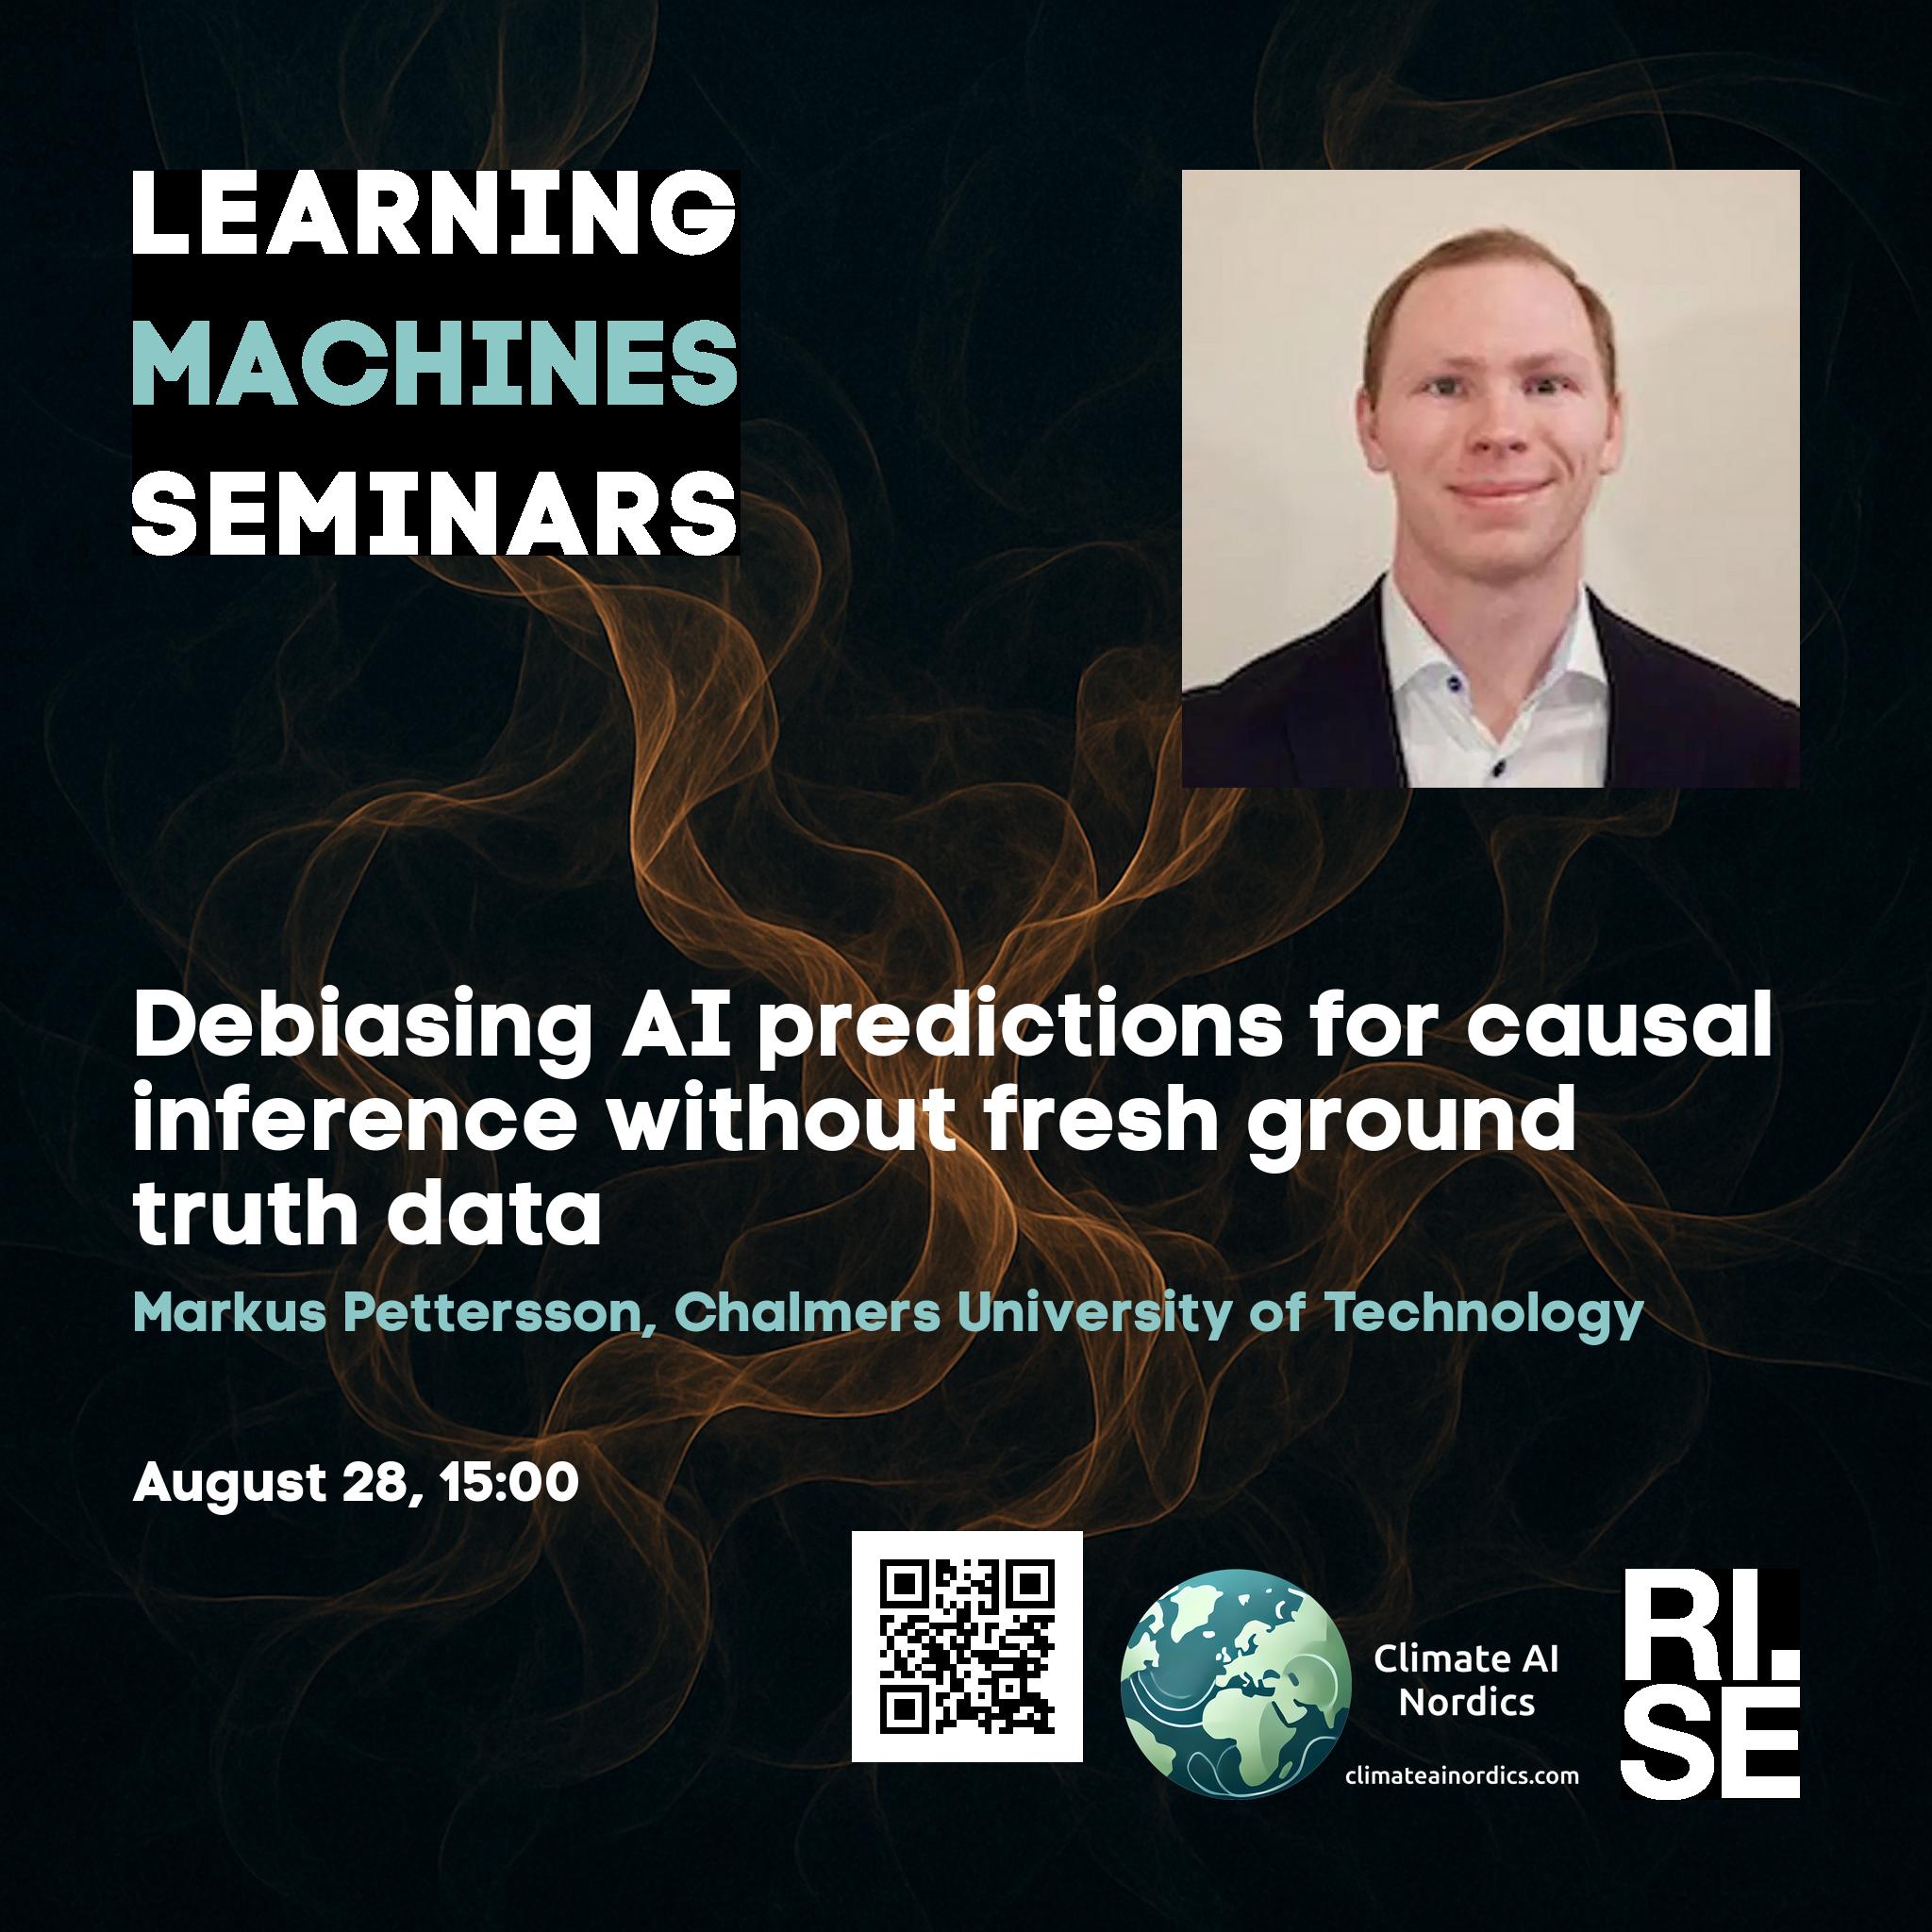 LEARNING
MACHINES
SEMINARS
Debiasing AI predictions for causal
inference without fresh ground
truth data
Markus Pettersson, Chalmers University of Technology
August 28, 15:00
Climate AI
Nordics
climateainordics.com
RI.
SE